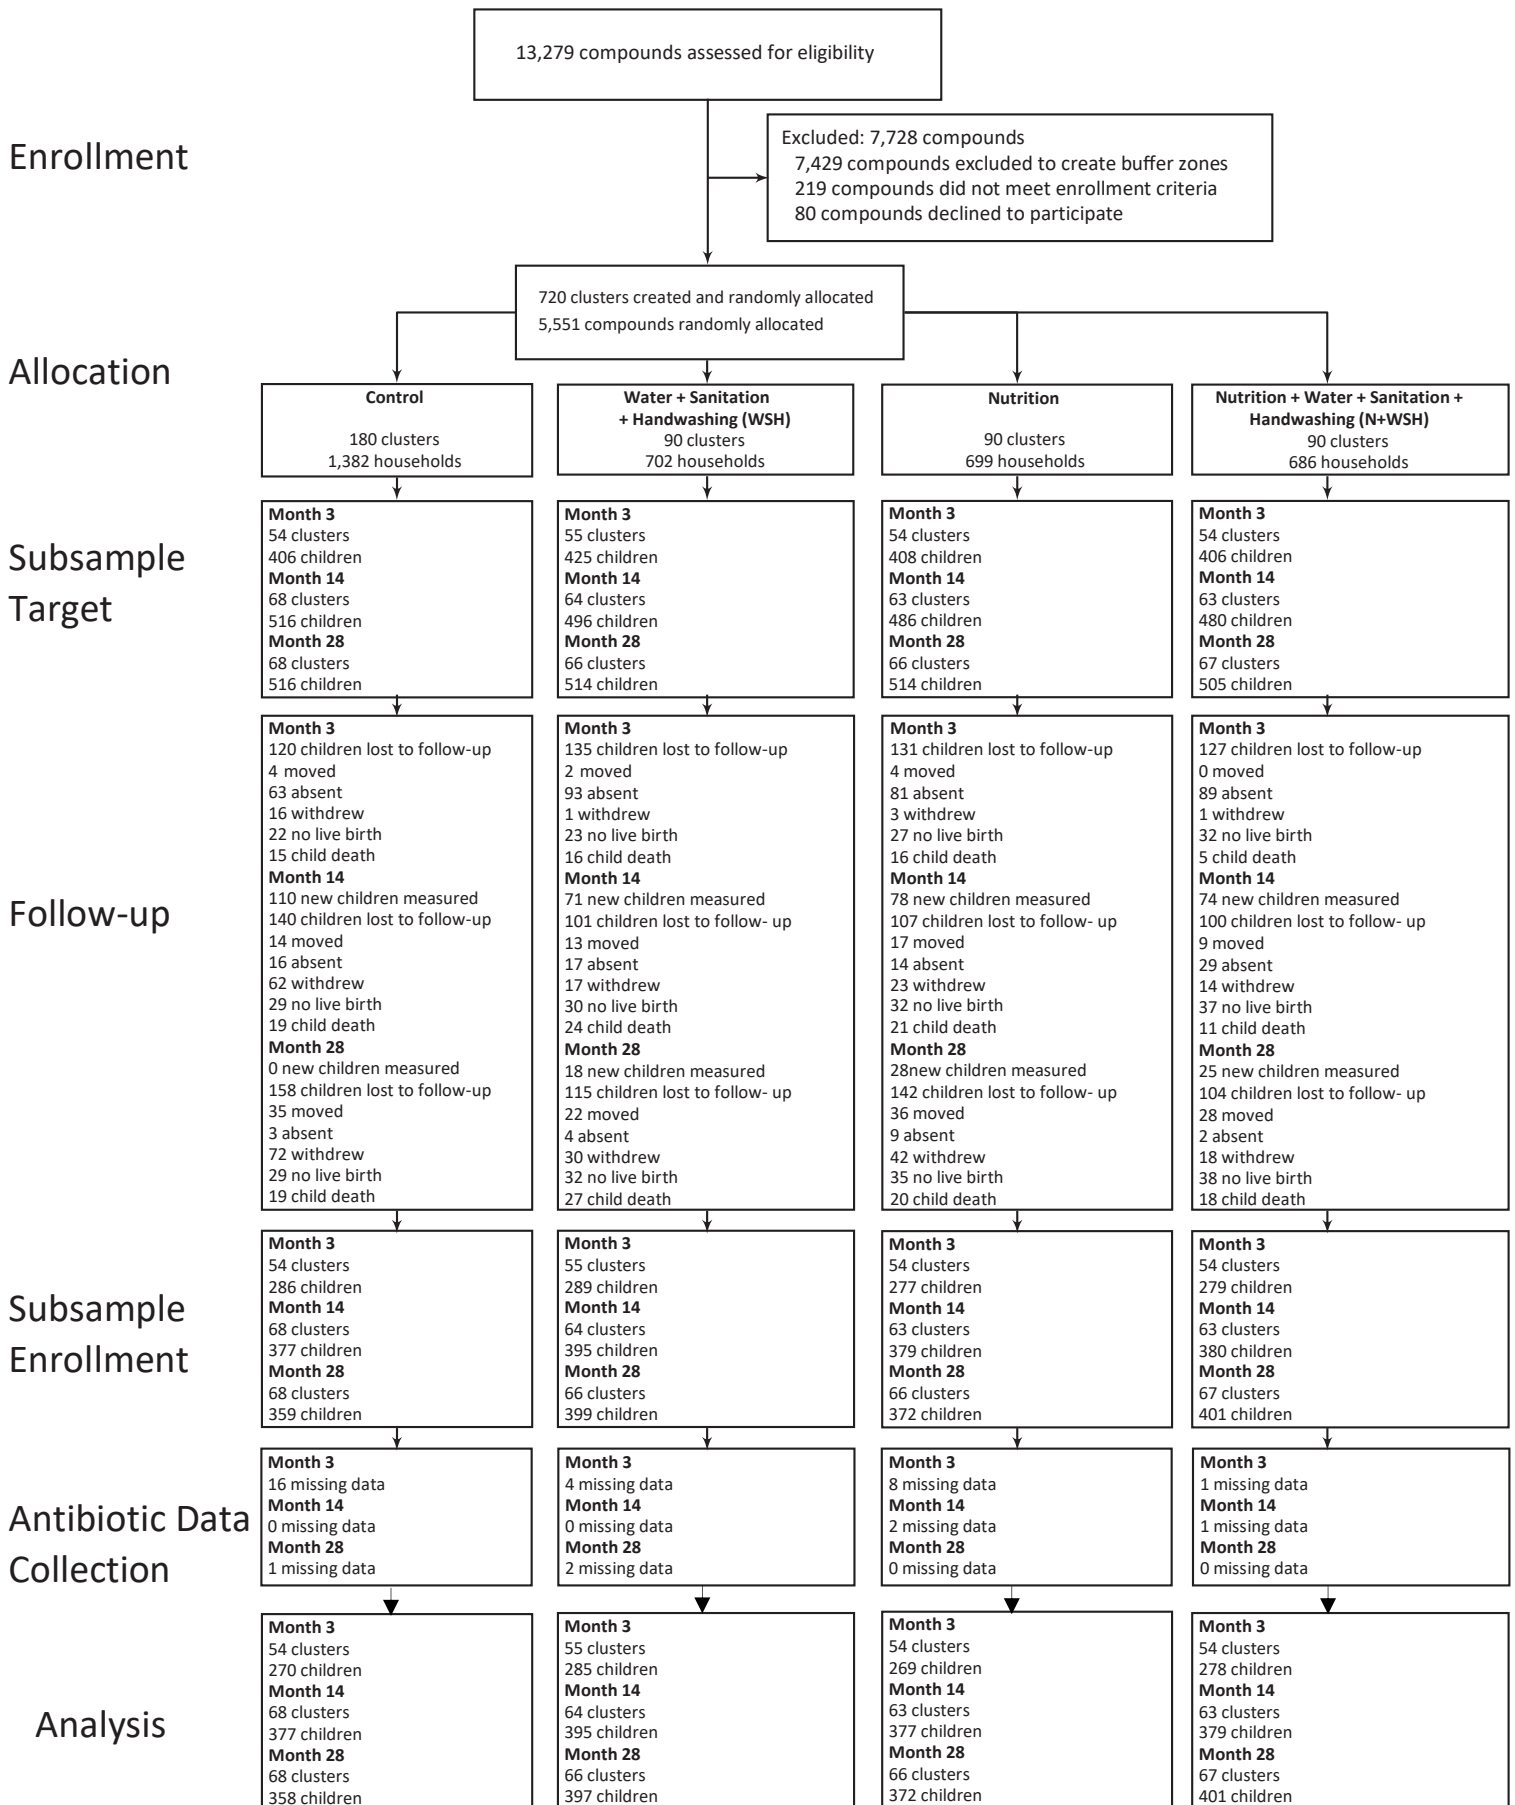 13,279 compounds assessed for eligibility
Enrollment
Excluded: 7,728 compounds
7,429 compounds excluded to create buffer zones
219 compounds did not meet enrollment criteria
80 compounds declined to participate
720 clusters created and randomly allocated
5,551 compounds randomly allocated
Allocation
Control
180 clusters
1,382 households
Water + Sanitation
+ Handwashing (WSH)
90 clusters
702 households
Nutrition
90 clusters
699 households
Nutrition + Water + Sanitation +
Handwashing (N+WSH)
90 clusters
686 households
Subsample
Target
Month 3
54 clusters
406 children
Month 14
68 clusters
516 children
Month 28
68 clusters
516 children
Month 3
55 clusters
425 children
Month 14
64 clusters
496 children
Month 28
66 clusters
514 children
Month 3
54 clusters
408 children
Month 14
63 clusters
486 children
Month 28
66 clusters
514 children
Month 3
54 clusters
406 children
Month 14
63 clusters
480 children
Month 28
67 clusters
505 children
Follow-up
Month 3
120 children lost to follow-up
4 moved
63 absent
16 withdrew
22 no live birth
15 child death
Month 14
110 new children measured
140 children lost to follow-up
14 moved
16 absent
62 withdrew
29 no live birth
19 child death
Month 28
0 new children measured
158 children lost to follow-up
35 moved
3 absent
72 withdrew
29 no live birth
19 child death
Month 3
135 children lost to follow-up
2 moved
93 absent
1 withdrew
23 no live birth
16 child death
Month 14
71 new children measured
101 children lost to follow- up
13 moved
17 absent
17 withdrew
30 no live birth
24 child death
Month 28
18 new children measured
115 children lost to follow- up
22 moved
4 absent
30 withdrew
32 no live birth
27 child death
Month 3
131 children lost to follow-up
4 moved
81 absent
3 withdrew
27 no live birth
16 child death
Month 14
78 new children measured
107 children lost to follow- up
17 moved
14 absent
23 withdrew
32 no live birth
21 child death
Month 28
28new children measured
142 children lost to follow- up
36 moved
9 absent
42 withdrew
35 no live birth
20 child death
Month 3
127 children lost to follow-up
0 moved
89 absent
1 withdrew
32 no live birth
5 child death
Month 14
74 new children measured
100 children lost to follow- up
9 moved
29 absent
14 withdrew
37 no live birth
11 child death
Month 28
25 new children measured
104 children lost to follow- up
28 moved
2 absent
18 withdrew
38 no live birth
18 child death
Subsample
Enrollment
Month 3
54 clusters
286 children
Month 14
68 clusters
377 children
Month 28
68 clusters
359 children
Month 3
55 clusters
289 children
Month 14
64 clusters
395 children
Month 28
66 clusters
399 children
Month 3
54 clusters
277 children
Month 14
63 clusters
379 children
Month 28
66 clusters
372 children
Month 3
54 clusters
279 children
Month 14
63 clusters
380 children
Month 28
67 clusters
401 children
Antibiotic Data
Collection
Month 3
16 missing data
Month 14
0 missing data
Month 28
1 missing data
Month 3
4 missing data
Month 14
0 missing data
Month 28
2 missing data
Month 3
8 missing data
Month 14
2 missing data
Month 28
0 missing data
Month 3
1 missing data
Month 14
1 missing data
Month 28
0 missing data
Analysis
Month 3
54 clusters
270 children
Month 14
68 clusters
377 children
Month 28
68 clusters
358 children
Month 3
55 clusters
285 children
Month 14
64 clusters
395 children
Month 28
66 clusters
397 children
Month 3
54 clusters
269 children
Month 14
63 clusters
377 children
Month 28
66 clusters
372 children
Month 3
54 clusters
278 children
Month 14
63 clusters
379 children
Month 28
67 clusters
401 children